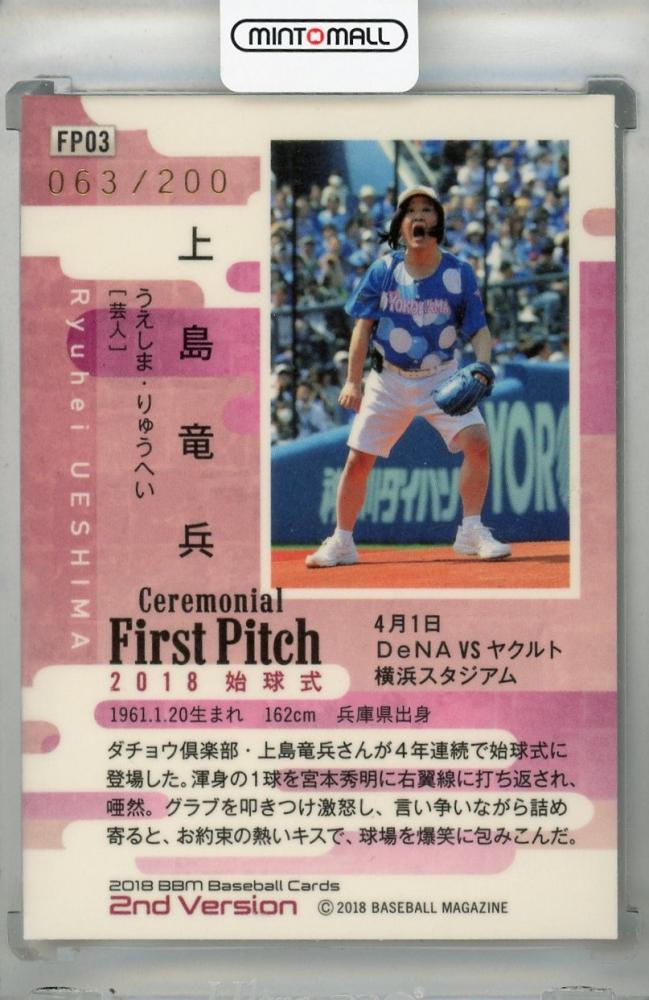 MINTMALL
FP03
063/200
上島竜兵
うえしま・りゅうへい
［芸人］
Ryuhei UESHIMA
YOKOHAMA
YOR
Ceremonial
First Pitch
2018 始球式
4月1日
DeNA VS ヤクルト
横浜スタジアム
1961.1.20生まれ 162cm 兵庫県出身
ダチョウ倶楽部・上島竜兵さんが4年連続で始球式に
登場した。渾身の1球を宮本秀明に右翼線に打ち返され、
唖然。グラブを叩きつけ激怒し、言い争いながら詰め
寄ると、お約束の熱いキスで、球場を爆笑に包みこんだ。
2018 BBM Baseball Cards
2nd Version
© 2018 BASEBALL MAGAZINE